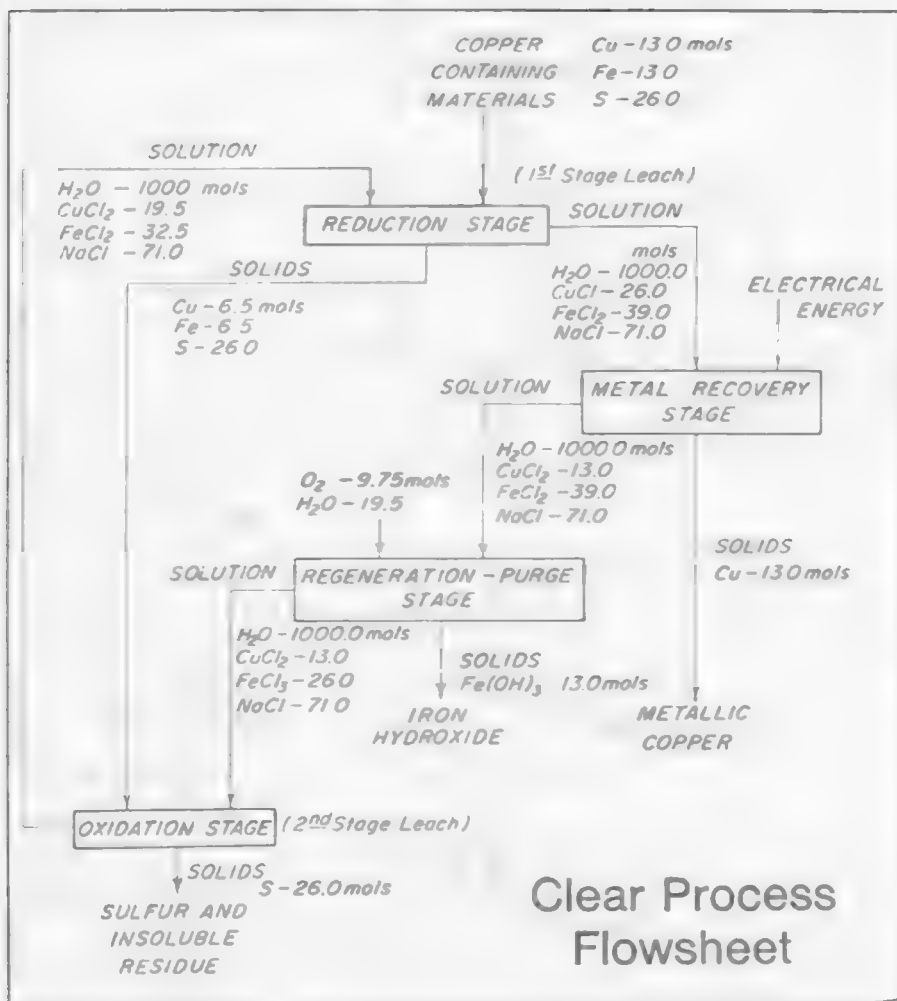 COPPER
CONTAINING
MATERIALS
Cu - 13.0 mols
Fe - 13.0
S - 26.0
SOLUTION
H₂O - 1000 mols
CuCl₂ - 19.5
FeCl₂ - 32.5
NaCl - 71.0
(1st Stage Leach)
REDUCTION STAGE
SOLUTION
mols
H₂O - 1000.0
CuCl - 26.0
FeCl₂ - 39.0
NaCl - 71.0
ELECTRICAL
ENERGY
SOLIDS
Cu - 6.5 mols
Fe - 6.5
S - 26.0
METAL RECOVERY
STAGE
SOLUTION
H₂O - 1000.0 mols
CuCl₂ - 13.0
FeCl₂ - 39.0
NaCl - 71.0
O₂ - 9.75 mols
H₂O - 19.5
SOLIDS
Cu - 13.0 mols
REGENERATION - PURGE
STAGE
SOLUTION
H₂O - 1000.0 mols
CuCl₂ - 13.0
FeCl₃ - 26.0
NaCl - 71.0
SOLIDS
Fe(OH)₃ 13.0 mols
IRON
HYDROXIDE
METALLIC
COPPER
OXIDATION STAGE
(2nd Stage Leach)
SOLIDS
S - 26.0 mols
SULFUR AND
INSOLUBLE
RESIDUE
Clear Process
Flowsheet